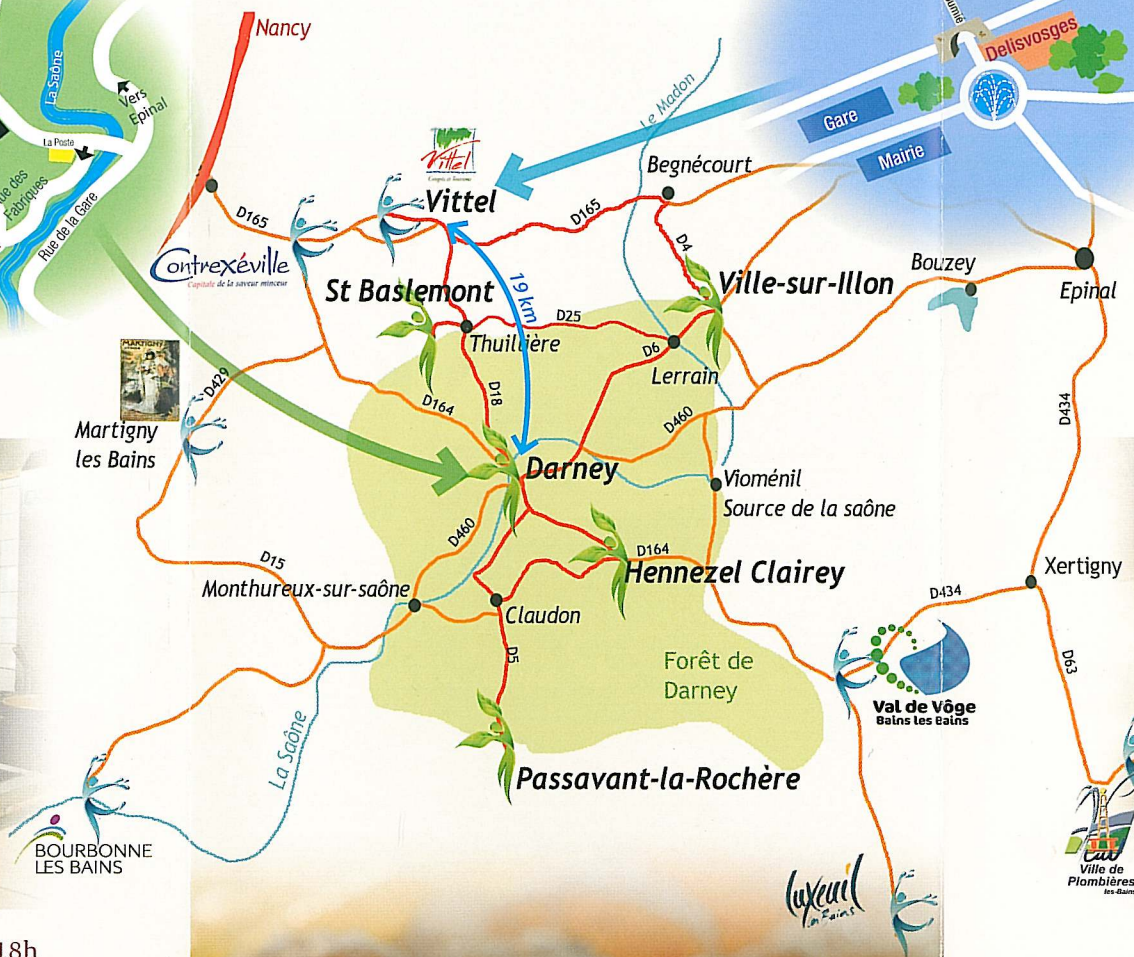 Nancy
La Saône
Vers
Epinal
La Poste
Fabriques
Rue de la Gare
Delisvosges
Gare
Mairie
Le Madon
Vittel
Vittel
Begnécourt
D165
D165
D4
Contrexéville
Capitale de la saveur minceur
St Baslemont
19 km
Ville-sur-Illon
Bouzey
Epinal
D25
Thuillière
D6
Lerrain
MARTIGNY
D429
D164
D18
D460
D434
Martigny
les Bains
Darney
Vioménil
Source de la saône
D460
D15
D164
Hennezel Clairey
Monthureux-sur-saône
Claudon
Xertigny
D434
D5
Forêt de
Darney
D63
Val de Vôge
Bains les Bains
La Saône
Passavant-la-Rochère
BOURBONNE
LES BAINS
Luxeuil
les Bains
Ville de
Plombières
les-Bains
18h